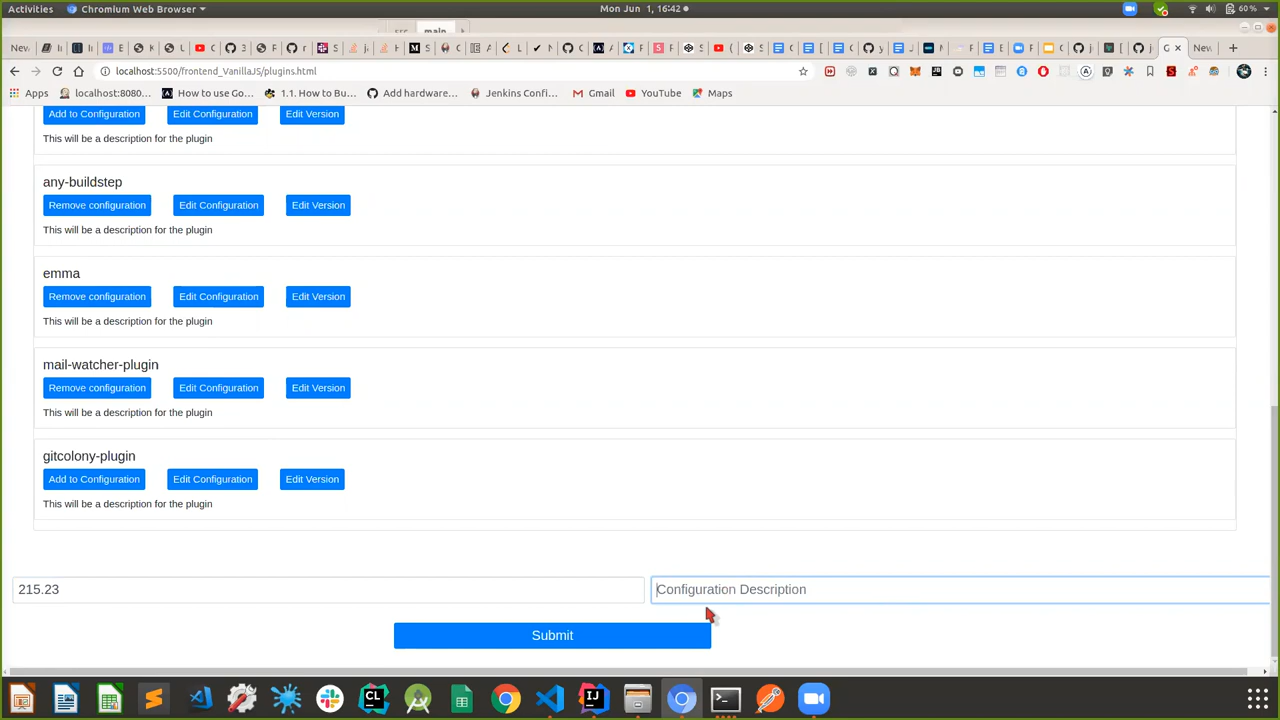 Activities
Chromium Web Browser
Mon Jun 1, 16:42
60 %
src main
New
New
localhost:5500/frontend_VanillaJS/plugins.html
Apps
localhost:8080...
How to use Go...
1.1. How to Bu...
Add hardware...
Jenkins Confi...
Gmail
YouTube
Maps
Add to Configuration
Edit Configuration
Edit Version
This will be a description for the plugin
any-buildstep
Remove configuration
Edit Configuration
Edit Version
This will be a description for the plugin
emma
Remove configuration
Edit Configuration
Edit Version
This will be a description for the plugin
mail-watcher-plugin
Remove configuration
Edit Configuration
Edit Version
This will be a description for the plugin
gitcolony-plugin
Add to Configuration
Edit Configuration
Edit Version
This will be a description for the plugin
215.23
Configuration Description
Submit